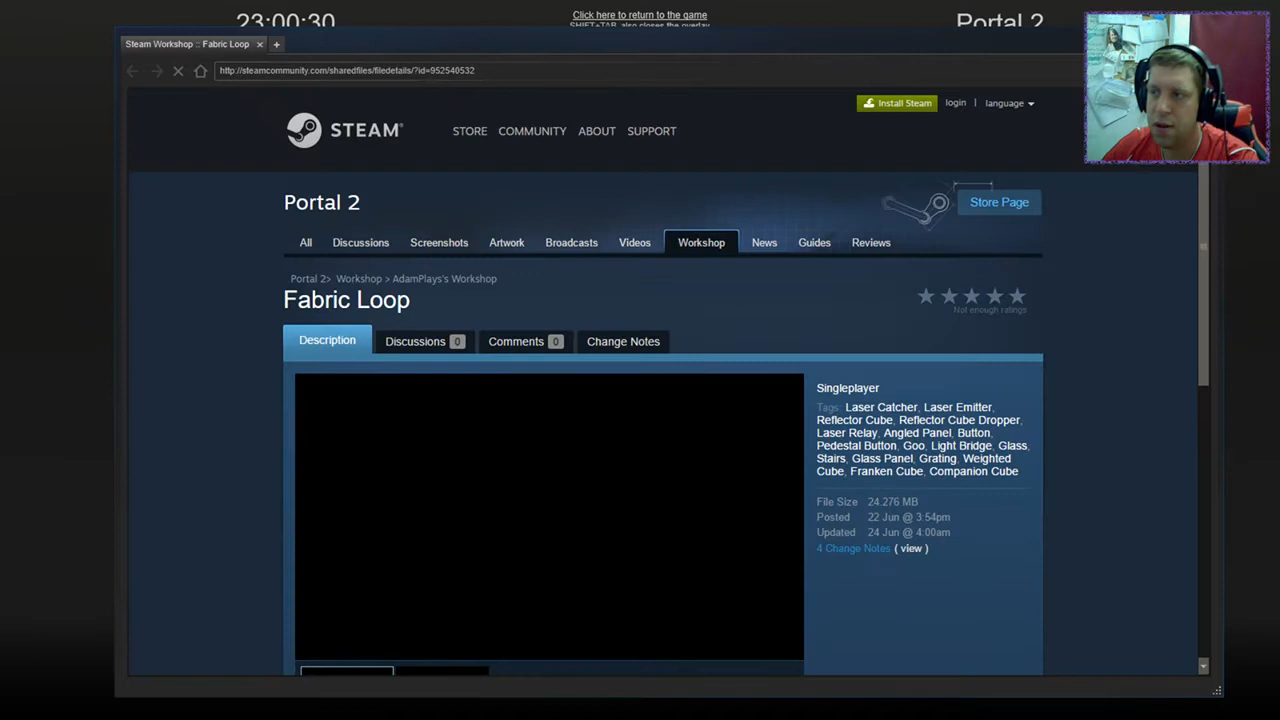 23:00:30
Click here to return to the game
SHIFT+TAB also closes the overlay
Portal 2
Steam Workshop :: Fabric Loop
http://steamcommunity.com/sharedfiles/filedetails/?id=952540532
Install Steam
login
language
STEAM
STORE
COMMUNITY
ABOUT
SUPPORT
Portal 2
Store Page
All
Discussions
Screenshots
Artwork
Broadcasts
Videos
Workshop
News
Guides
Reviews
Portal 2> Workshop > AdamPlays's Workshop
Fabric Loop
Not enough ratings
Description
Discussions 0
Comments 0
Change Notes
Singleplayer
Tags: Laser Catcher, Laser Emitter,
Reflector Cube, Reflector Cube Dropper,
Laser Relay, Angled Panel, Button,
Pedestal Button, Goo, Light Bridge, Glass,
Stairs, Glass Panel, Grating, Weighted
Cube, Franken Cube, Companion Cube
File Size 24.276 MB
Posted 22 Jun @ 3:54pm
Updated 24 Jun @ 4:00am
4 Change Notes ( view )